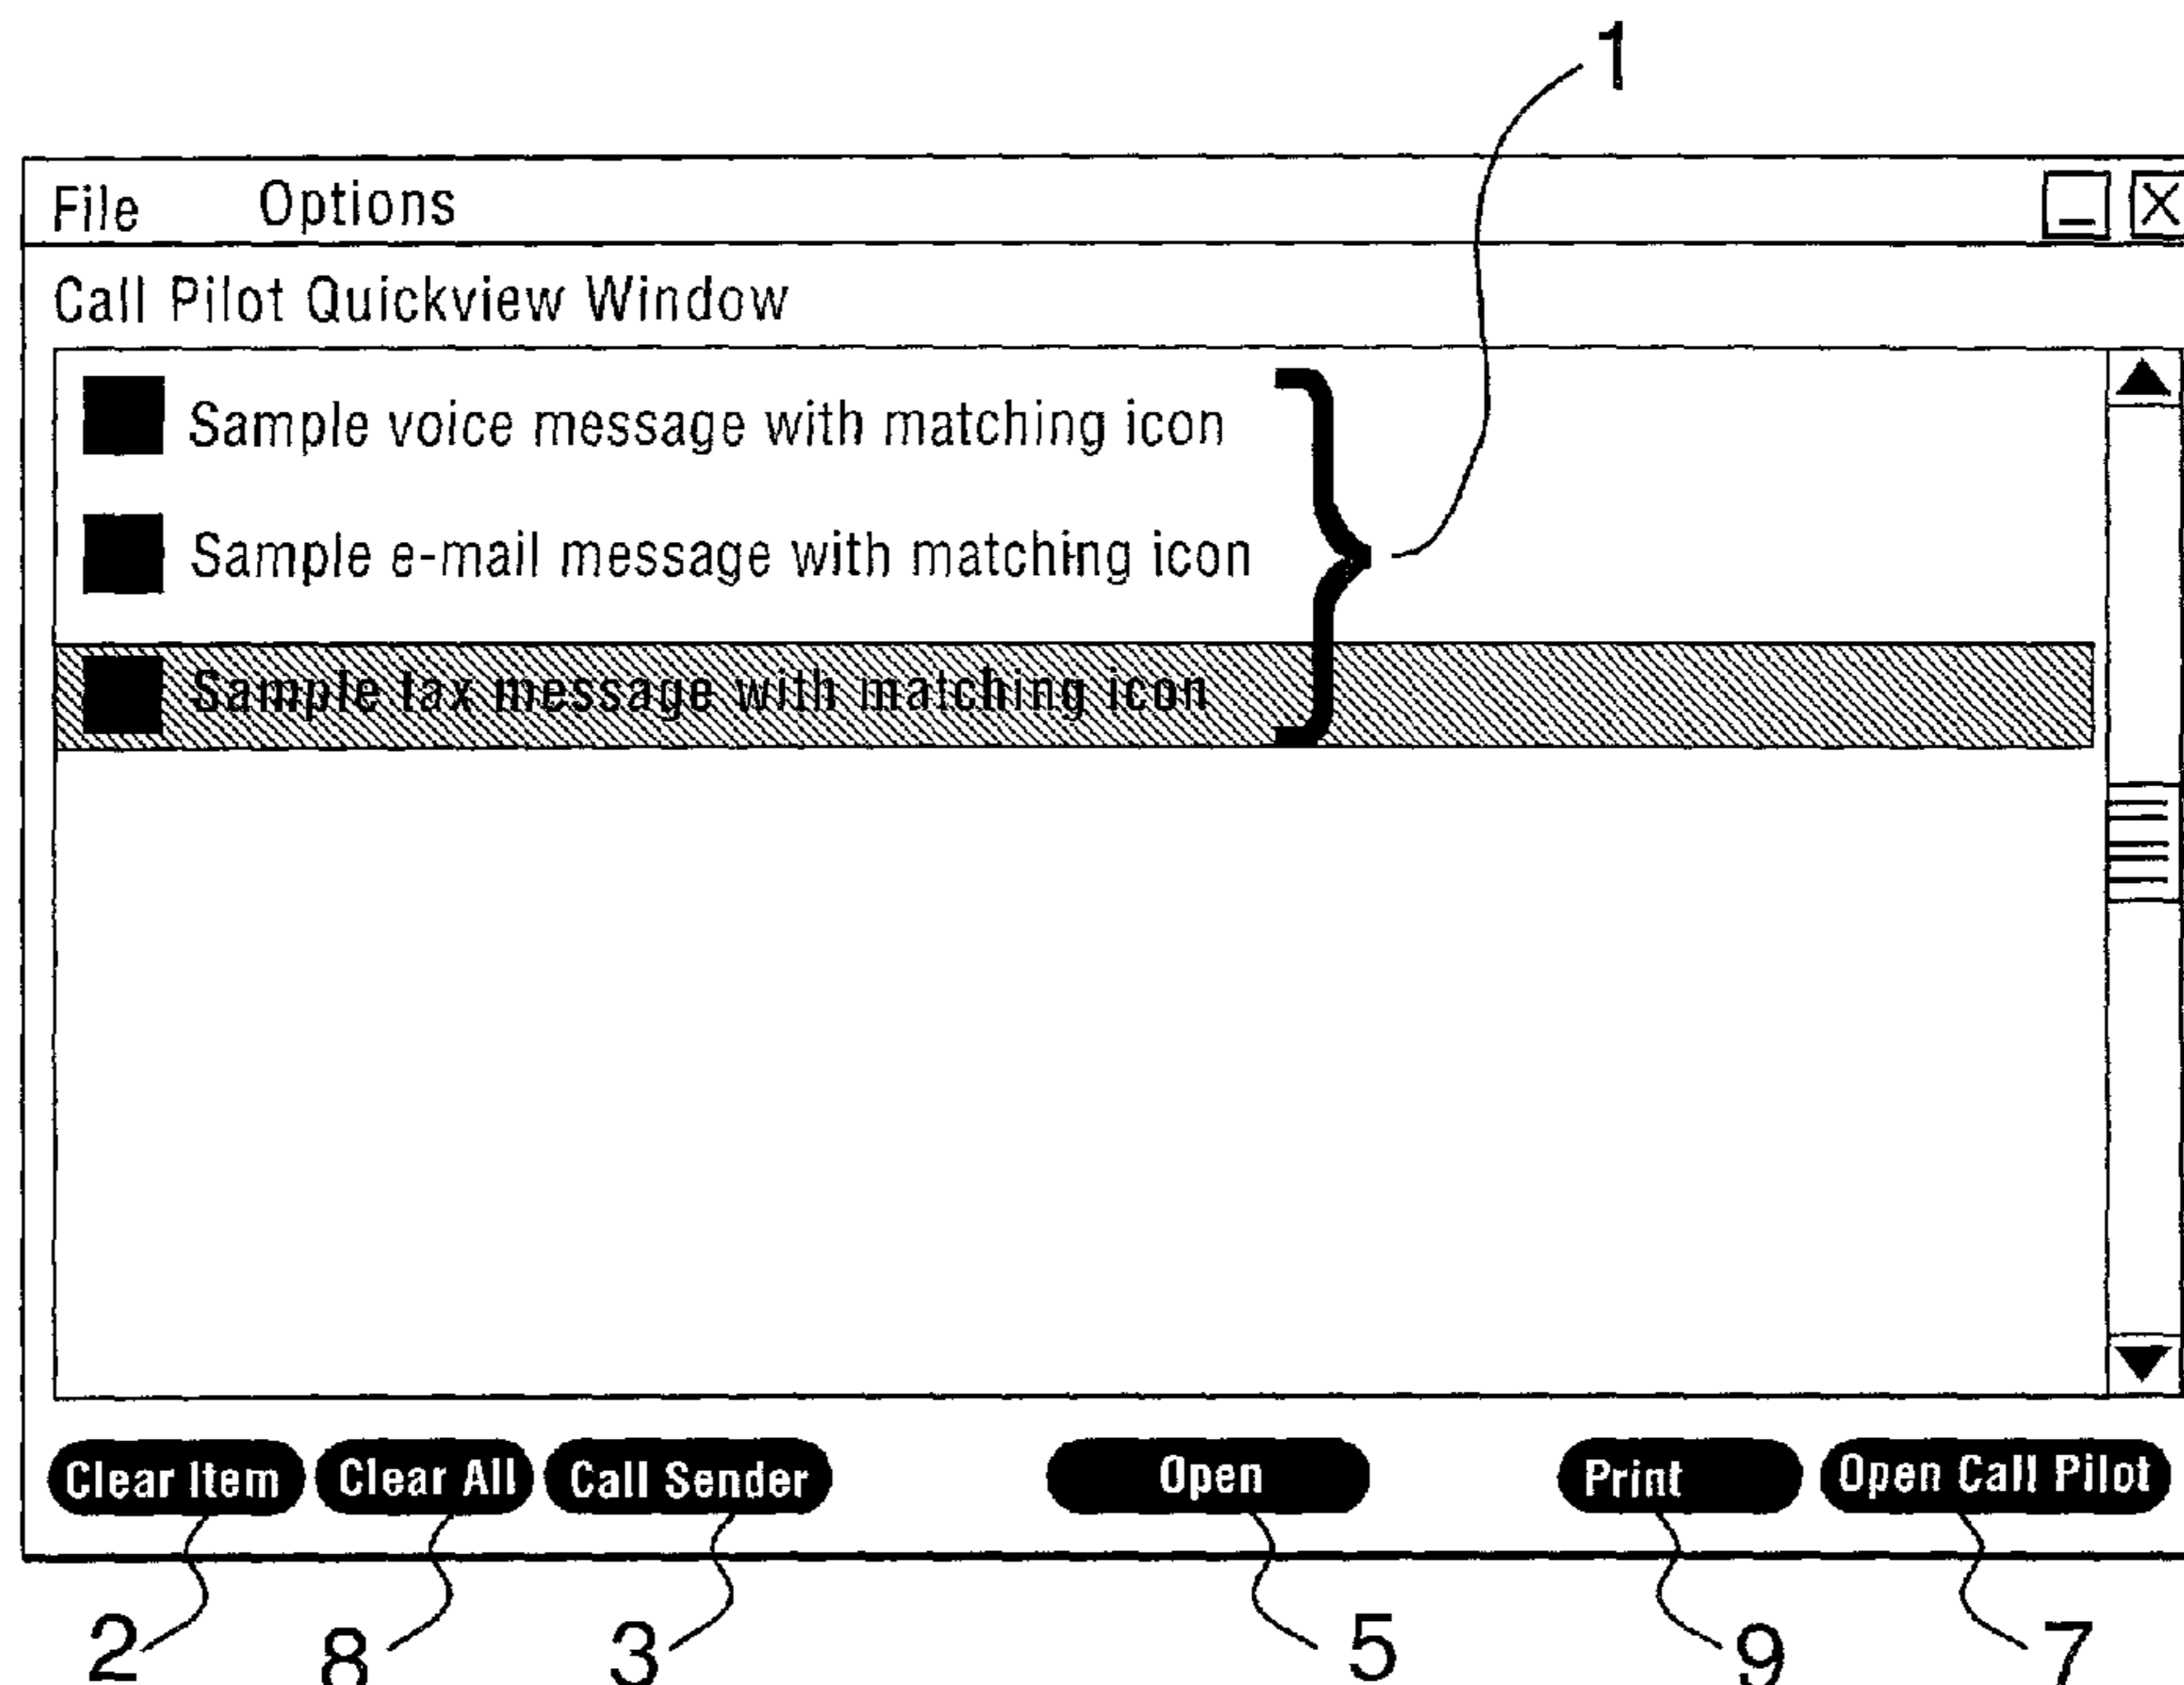 1
File Options
Call Pilot Quickview Window
Sample voice message with matching icon
Sample e-mail message with matching icon
Sample tax message with matching icon
Clear Item Clear All Call Sender Open Print Open Call Pilot
2 8 3 5 9 7